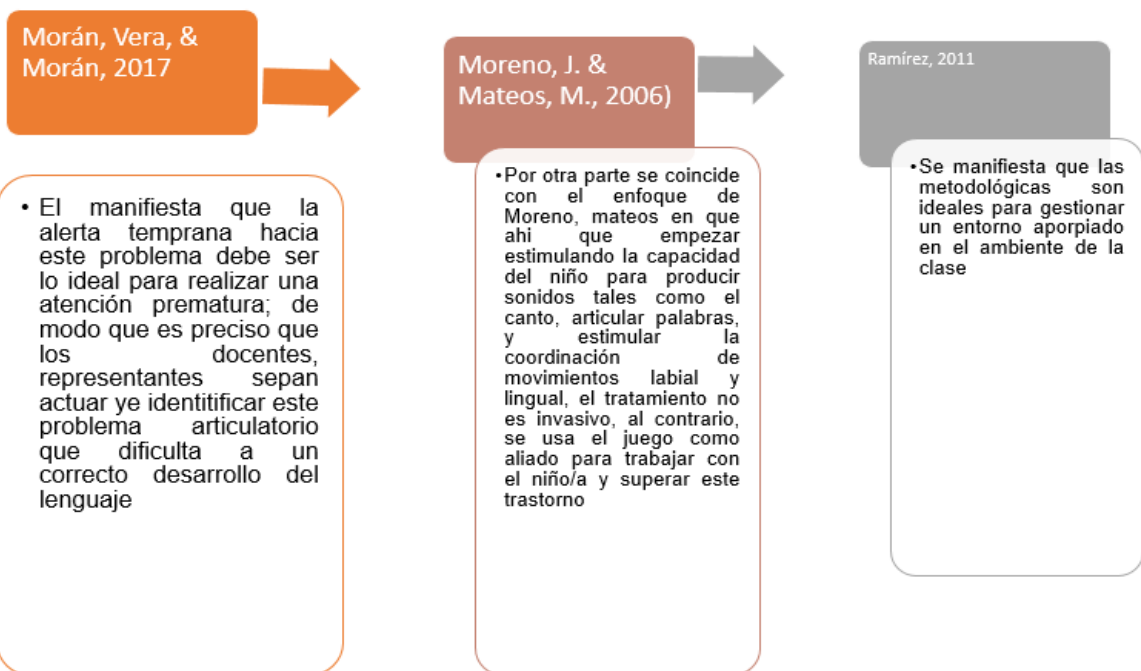 Morán, Vera, &
Morán, 2017
• El manifiesta que la
alerta temprana hacia
este problema debe ser
lo ideal para realizar una
atención prematura; de
modo que es preciso que
los docentes,
representantes sepan
actuar ye identitificar este
problema articulatorio
que dificulta a un
correcto desarrollo del
lenguaje
Moreno, J. &
Mateos, M., 2006)
•Por otra parte se coincide
con el enfoque de
Moreno, mateos en que
ahi que empezar
estimulando la capacidad
del niño para producir
sonidos tales como el
canto, articular palabras,
y estimular la
coordinación de
movimientos labial y
lingual, el tratamiento no
es invasivo, al contrario,
se usa el juego como
aliado para trabajar con
el niño/a y superar este
trastorno
Ramírez, 2011
•Se manifiesta que las
metodológicas son
ideales para gestionar
un entorno aporpiado
en el ambiente de la
clase